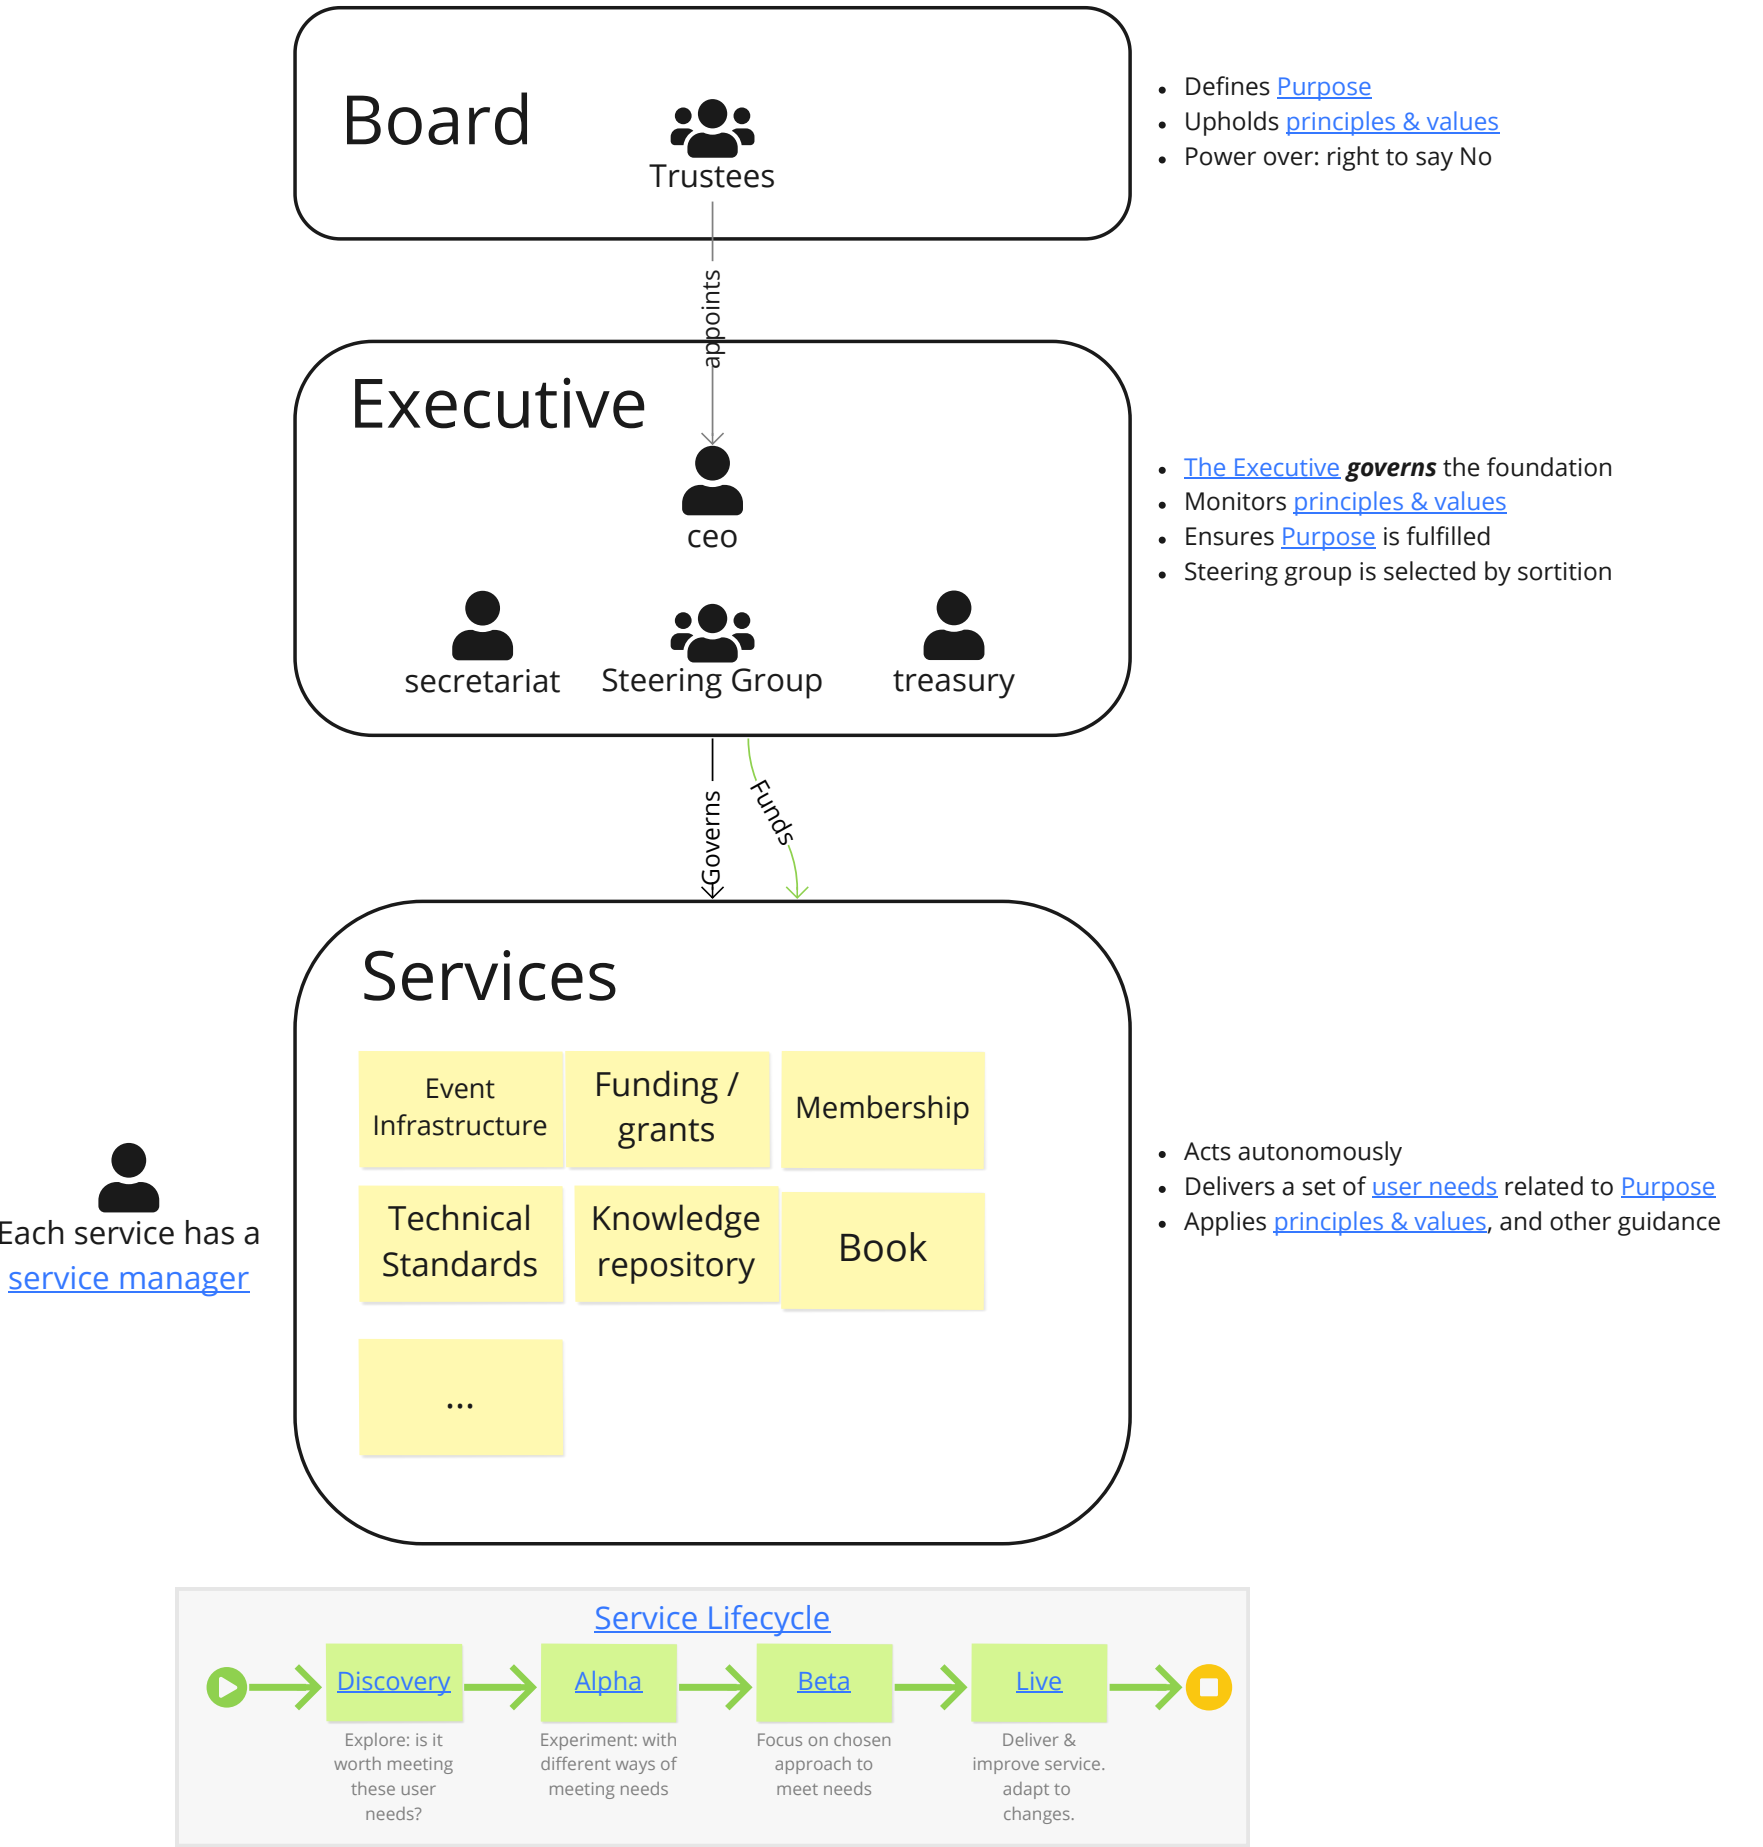 Board
Trustees
• Defines Purpose
• Upholds principles & values
• Power over: right to say No
appoints
Executive
ceo
secretariat
Steering Group
treasury
• The Executive governs the foundation
• Monitors principles & values
• Ensures Purpose is fulfilled
• Steering group is selected by sortition
Governs
Funds
Services
Event
Infrastructure
Funding /
grants
Membership
Technical
Standards
Knowledge
repository
Book
...
Each service has a
service manager
• Acts autonomously
• Delivers a set of user needs related to Purpose
• Applies principles & values, and other guidance
Service Lifecycle
Discovery
Explore: is it
worth meeting
these user
needs?
Alpha
Experiment: with
different ways of
meeting needs
Beta
Focus on chosen
approach to
meet needs
Live
Deliver &
improve service.
adapt to
changes.